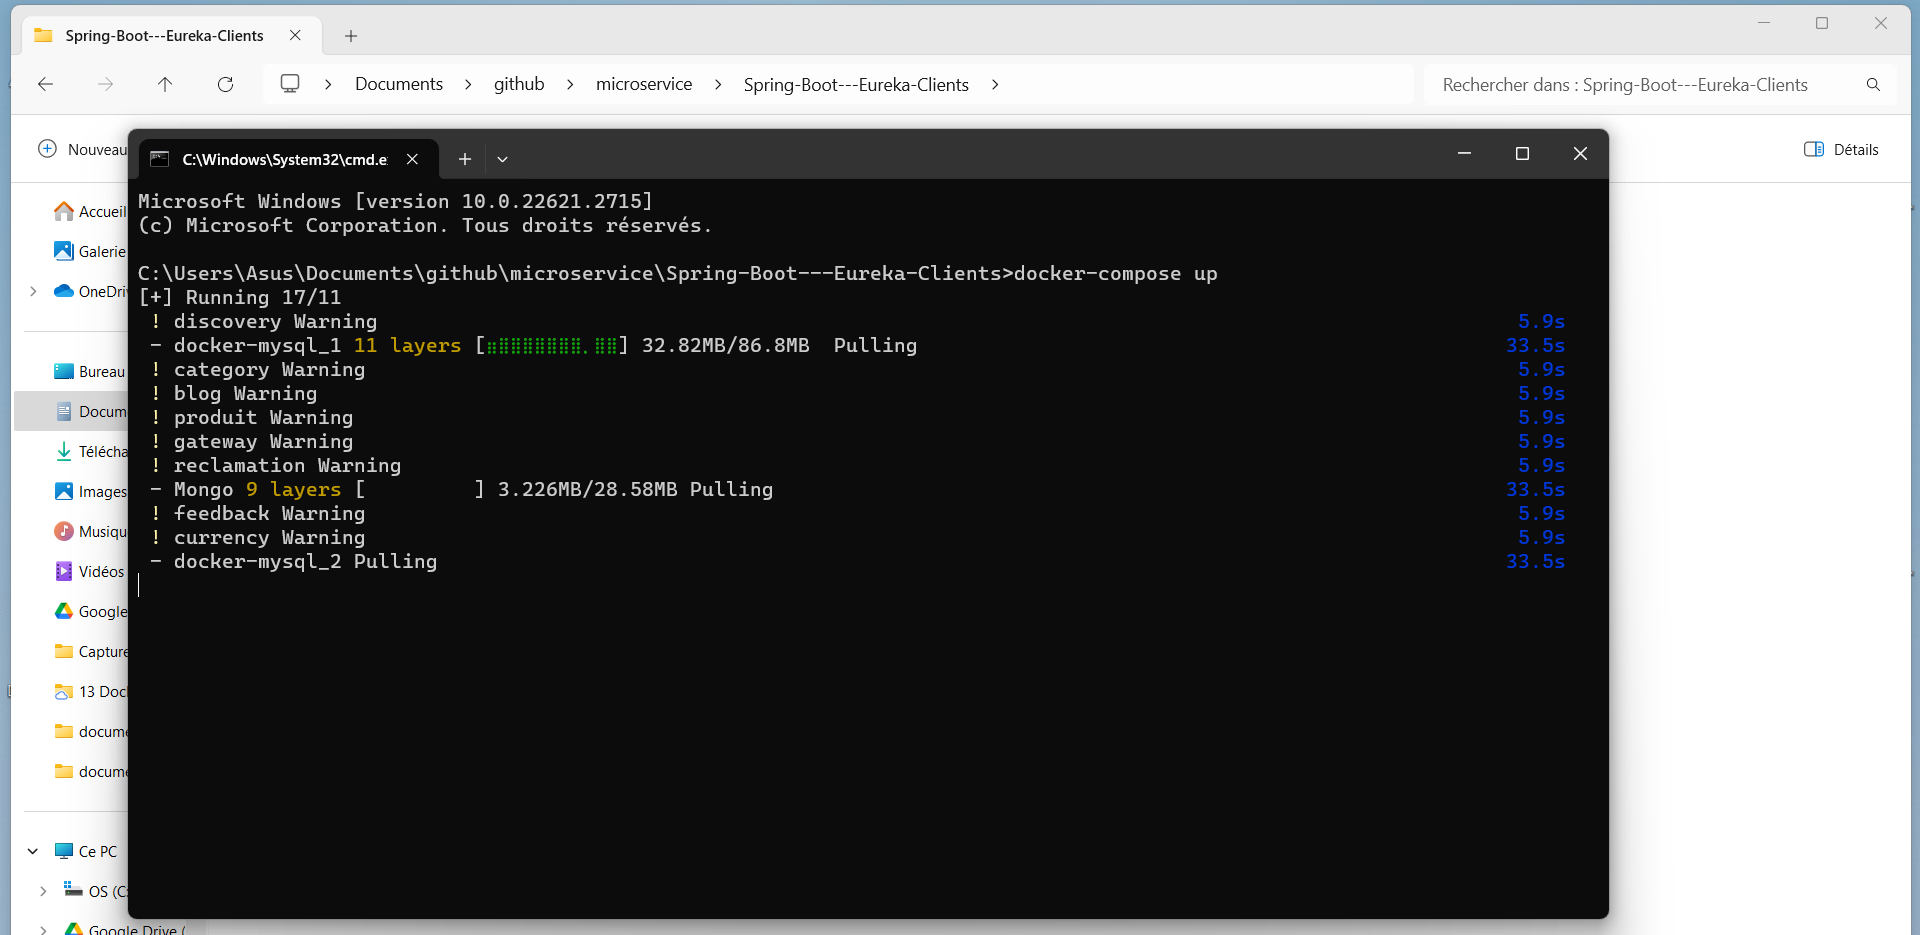 Spring-Boot---Eureka-Clients
Documents > github > microservice > Spring-Boot---Eureka-Clients >
Rechercher dans : Spring-Boot---Eureka-Clients
Nouveau
Détails
C:\Windows\System32\cmd.e
Microsoft Windows [version 10.0.22621.2715]
(c) Microsoft Corporation. Tous droits réservés.
C:\Users\Asus\Documents\github\microservice\Spring-Boot---Eureka-Clients>docker-compose up
[+] Running 17/11
! discovery Warning 5.9s
- docker-mysql_1 11 layers [⣶⣿⣿⣿⣿⣿⣿⣿⣀⣿⣿] 32.82MB/86.8MB Pulling 33.5s
! category Warning 5.9s
! blog Warning 5.9s
! produit Warning 5.9s
! gateway Warning 5.9s
! reclamation Warning 5.9s
- Mongo 9 layers [ ] 3.226MB/28.58MB Pulling 33.5s
! feedback Warning 5.9s
! currency Warning 5.9s
- docker-mysql_2 Pulling 33.5s
Accueil
Galerie
OneDri
Bureau
Docum
Télécha
Images
Musiqu
Vidéos
Google
Capture
13 Doc
docume
docume
Ce PC
OS (C:
Google Drive (